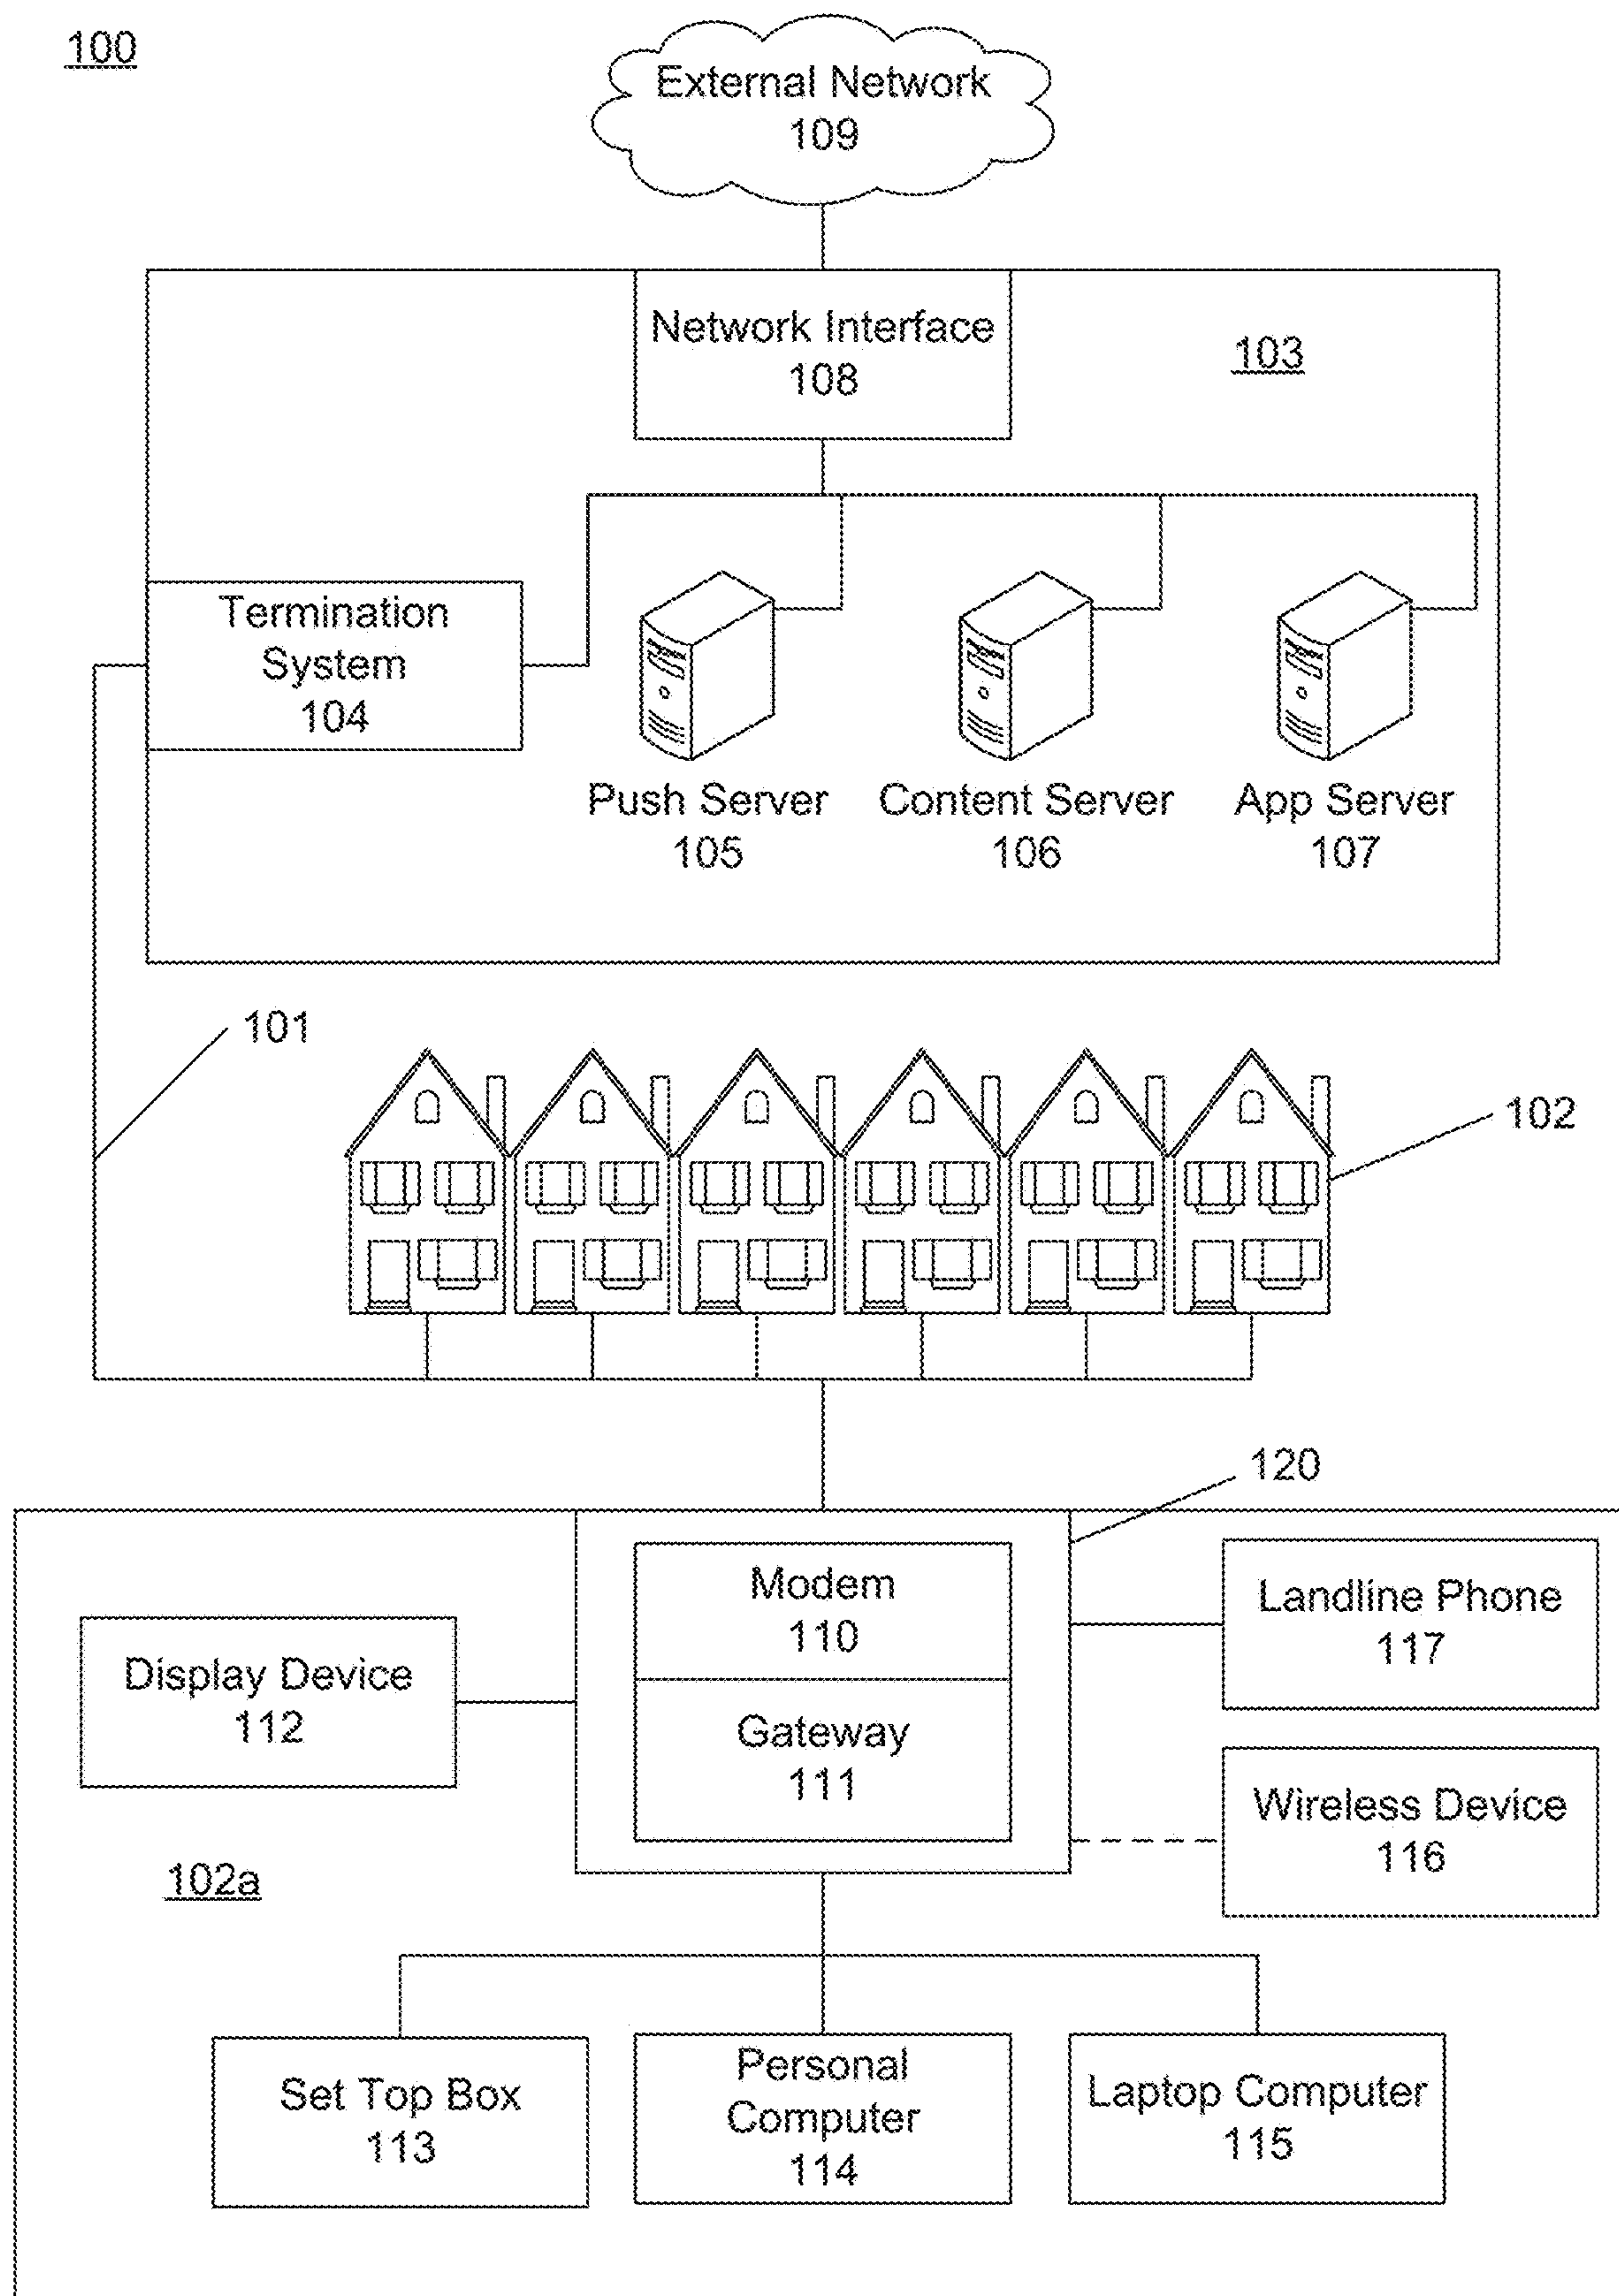 100
External Network
109
Network Interface
108
103
Termination
System
104
Push Server
105
Content Server
106
App Server
107
101
102
120
Modem
110
Landline Phone
117
Display Device
112
Gateway
111
Wireless Device
116
102a
Set Top Box
113
Personal
Computer
114
Laptop Computer
115